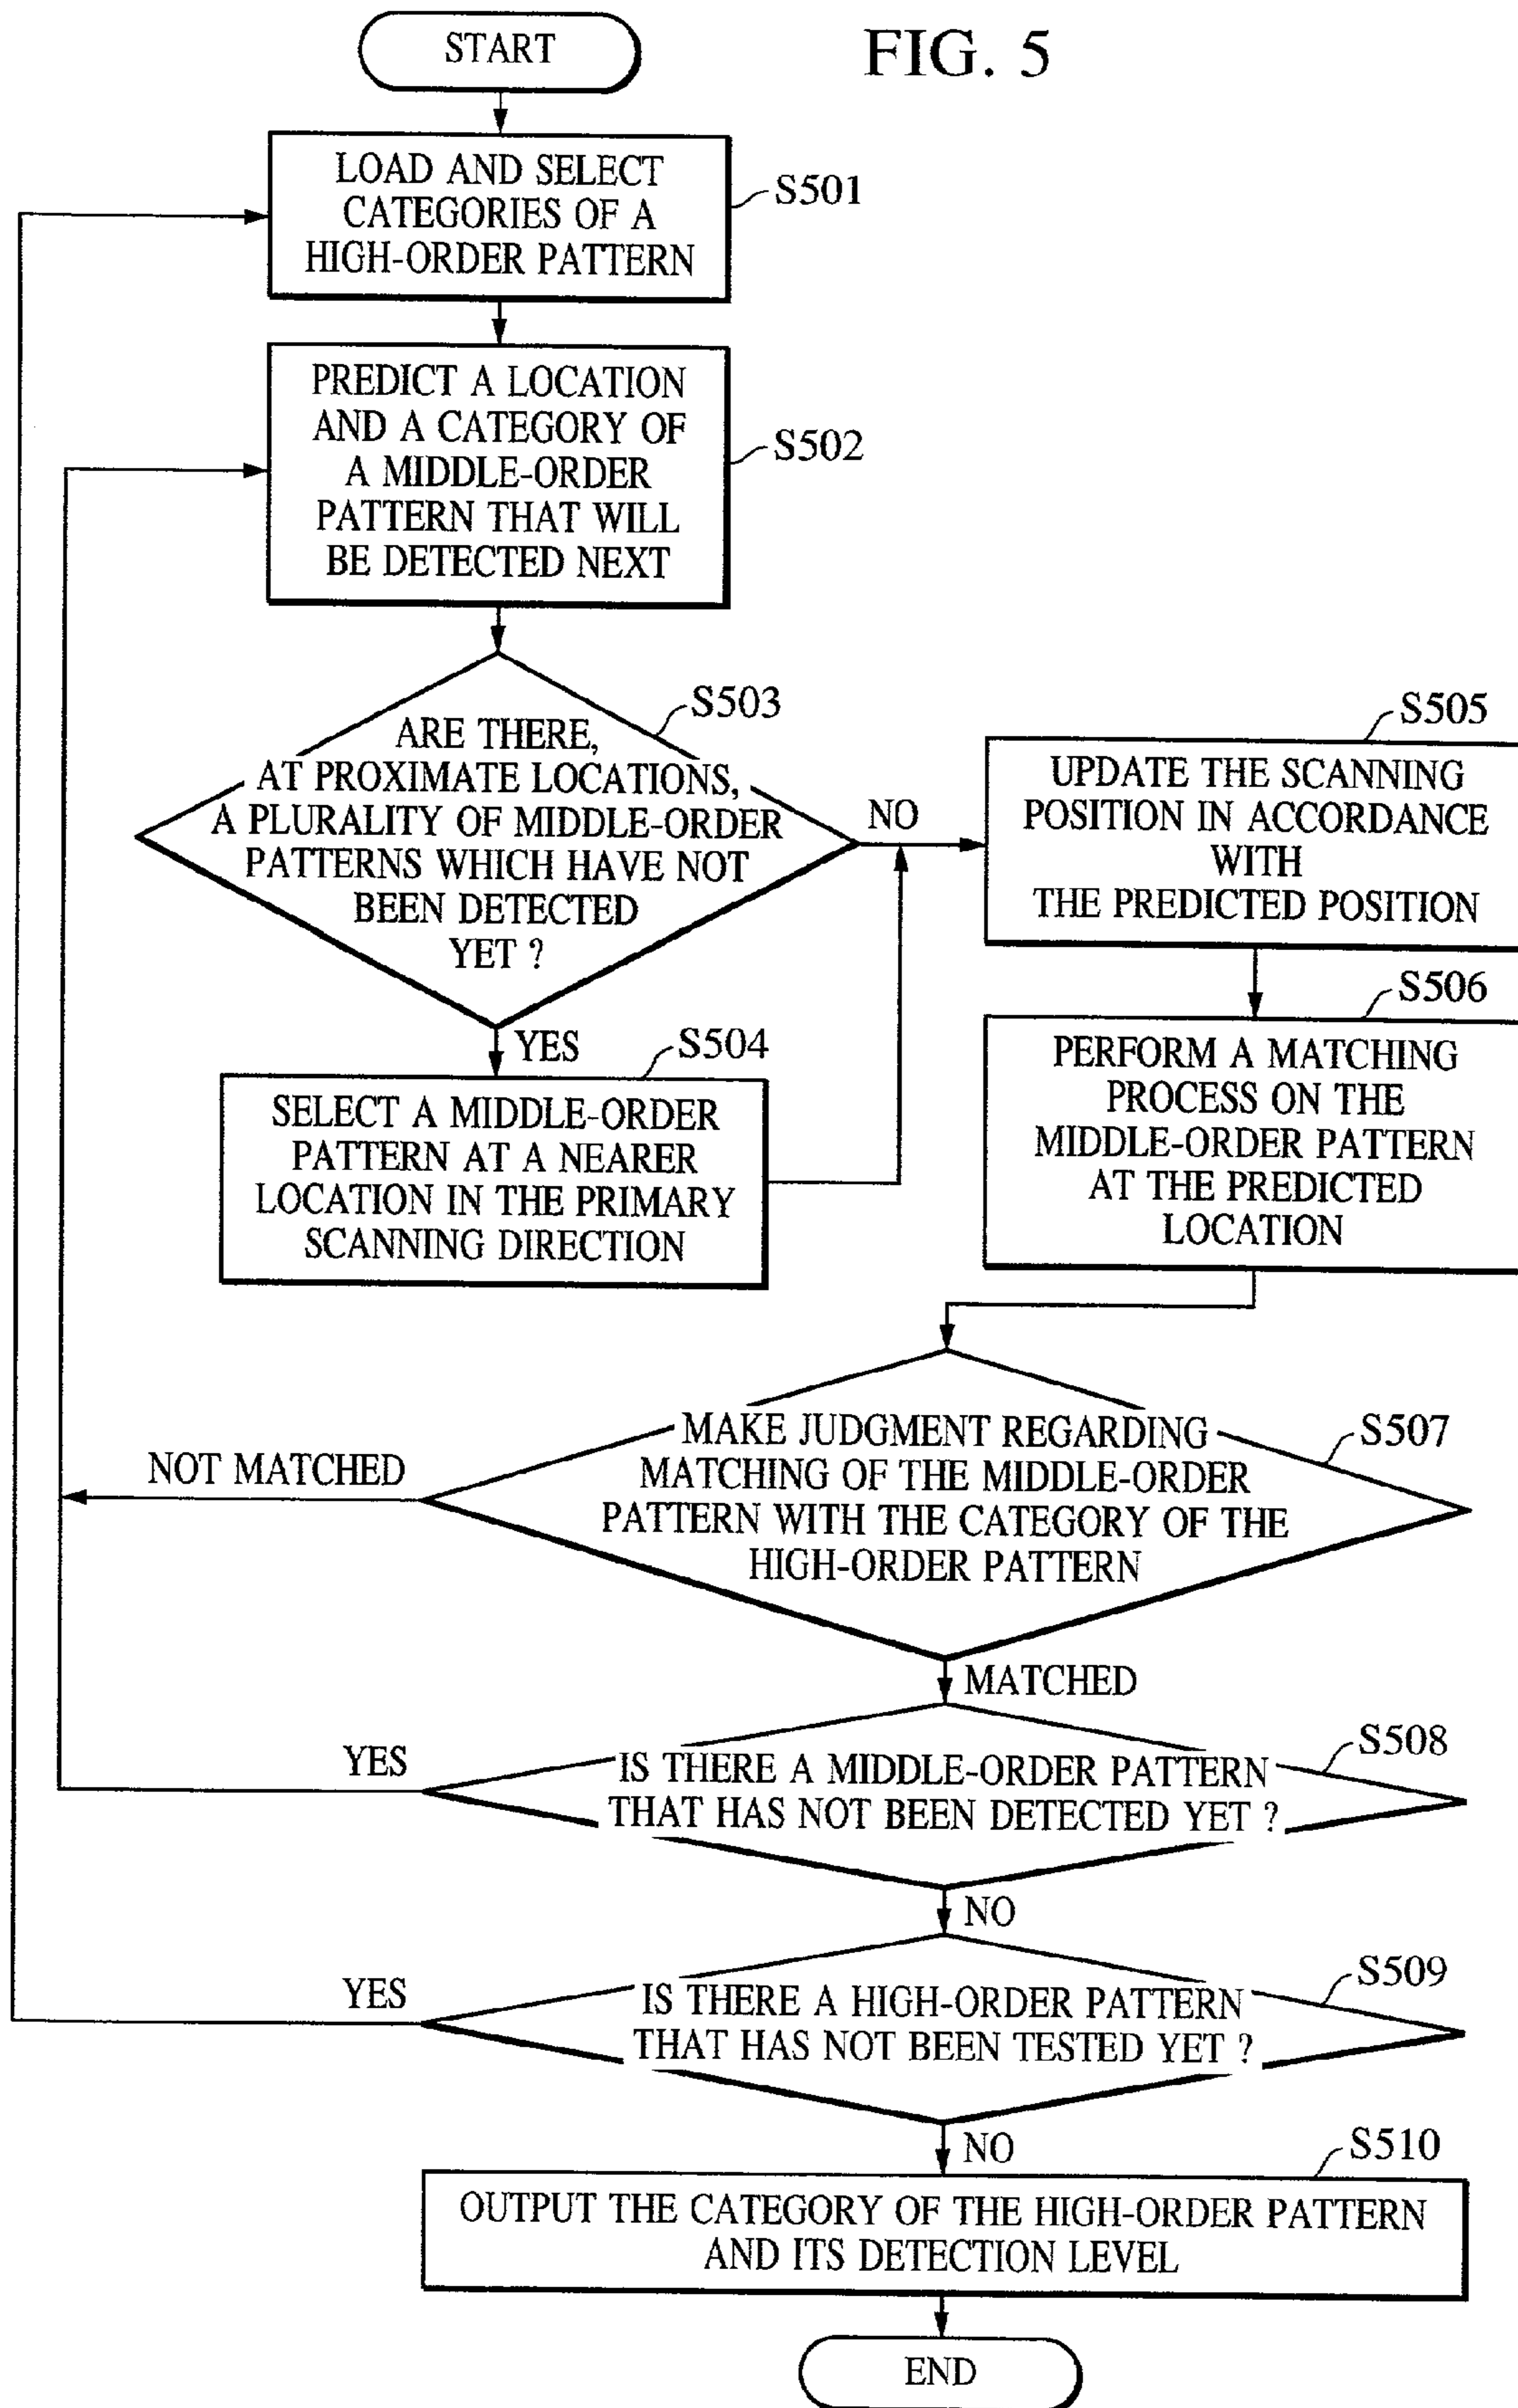 START
FIG. 5
LOAD AND SELECT
CATEGORIES OF A
HIGH-ORDER PATTERN
S501
PREDICT A LOCATION
AND A CATEGORY OF
A MIDDLE-ORDER
PATTERN THAT WILL
BE DETECTED NEXT
S502
ARE THERE,
AT PROXIMATE LOCATIONS,
A PLURALITY OF MIDDLE-ORDER
PATTERNS WHICH HAVE NOT
BEEN DETECTED
YET ?
S503
NO
YES
S504
SELECT A MIDDLE-ORDER
PATTERN AT A NEARER
LOCATION IN THE PRIMARY
SCANNING DIRECTION
S505
UPDATE THE SCANNING
POSITION IN ACCORDANCE
WITH
THE PREDICTED POSITION
S506
PERFORM A MATCHING
PROCESS ON THE
MIDDLE-ORDER PATTERN
AT THE PREDICTED
LOCATION
MAKE JUDGMENT REGARDING
MATCHING OF THE MIDDLE-ORDER
PATTERN WITH THE CATEGORY OF THE
HIGH-ORDER PATTERN
S507
NOT MATCHED
MATCHED
IS THERE A MIDDLE-ORDER PATTERN
THAT HAS NOT BEEN DETECTED YET ?
S508
YES
NO
IS THERE A HIGH-ORDER PATTERN
THAT HAS NOT BEEN TESTED YET ?
S509
YES
NO
S510
OUTPUT THE CATEGORY OF THE HIGH-ORDER PATTERN
AND ITS DETECTION LEVEL
END